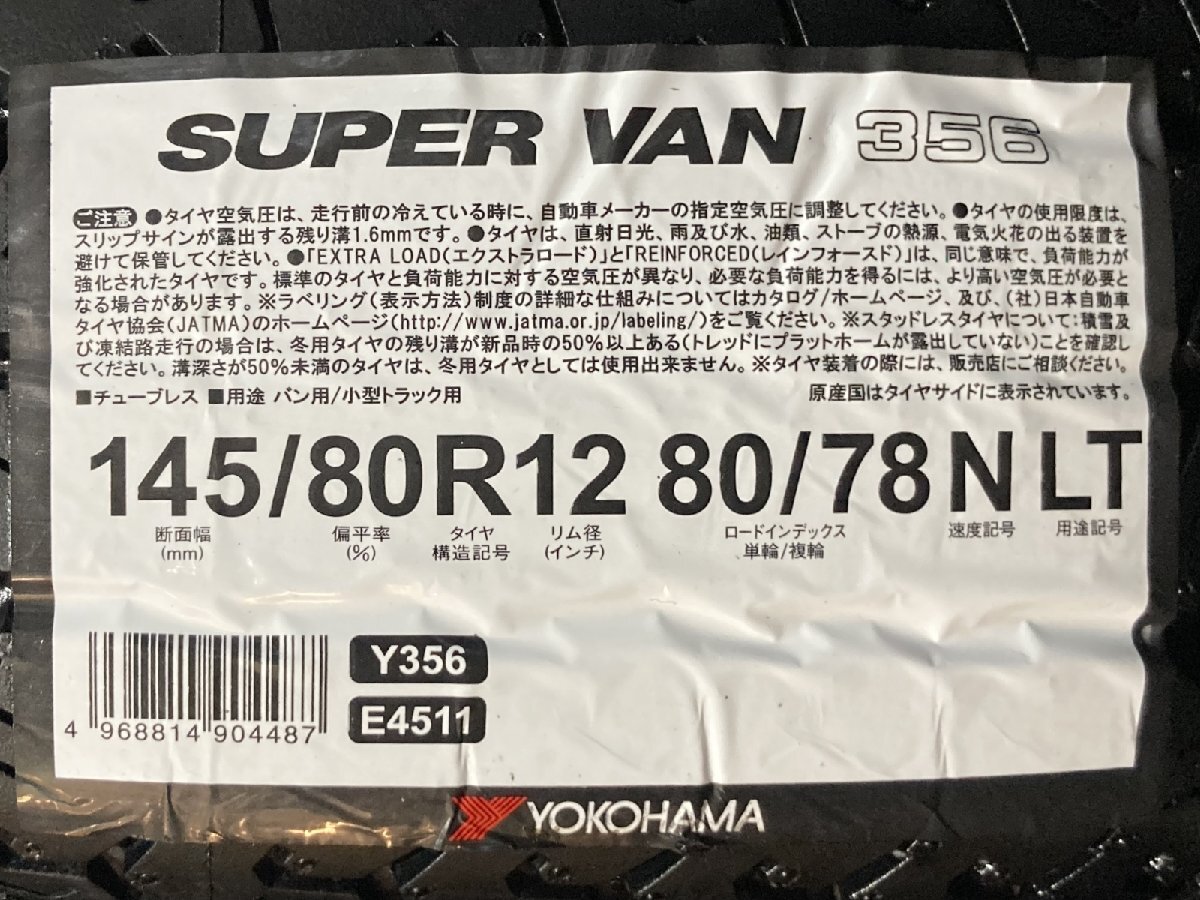 SUPER VAN 356
ご注意 ●タイヤ空気圧は、走行前の冷えている時に、自動車メーカーの指定空気圧に調整してください。●タイヤの使用限度は、
スリップサインが露出する残り溝1.6mmです。●タイヤは、直射日光、雨及び水、油類、ストーブの熱源、電気火花の出る装置を
避けて保管してください。●「EXTRA LOAD(エクストラロード)」と「REINFORCED(レインフォースド)」は、同じ意味で、負荷能力が
強化されたタイヤです。標準のタイヤと負荷能力に対する空気圧が異なり、必要な負荷能力を得るには、より高い空気圧が必要と
なる場合があります。※ラベリング(表示方法)制度の詳細な仕組みについてはカタログ/ホームページ、及び、(社)日本自動車
タイヤ協会(JATMA)のホームページ(http://www.jatma.or.jp/labeling/)をご覧ください。※スタッドレスタイヤについて:積雪及
び凍結路走行の場合は、冬用タイヤの残り溝が新品時の50%以上ある(トレッドにプラットホームが露出していない)ことを確認し
てください。溝深さが50%未満のタイヤは、冬用タイヤとしては使用出来ません。※タイヤ装着の際には、販売店にご相談ください。
■チューブレス ■用途 バン用/小型トラック用 原産国はタイヤサイドに表示されています。
145/80R12 80/78N LT
断面幅 偏平率 タイヤ リム径 ロードインデックス 速度記号 用途記号
(mm) (%) 構造記号 (インチ) 単輪/複輪
Y356
E4511
4 968814 904487
YOKOHAMA